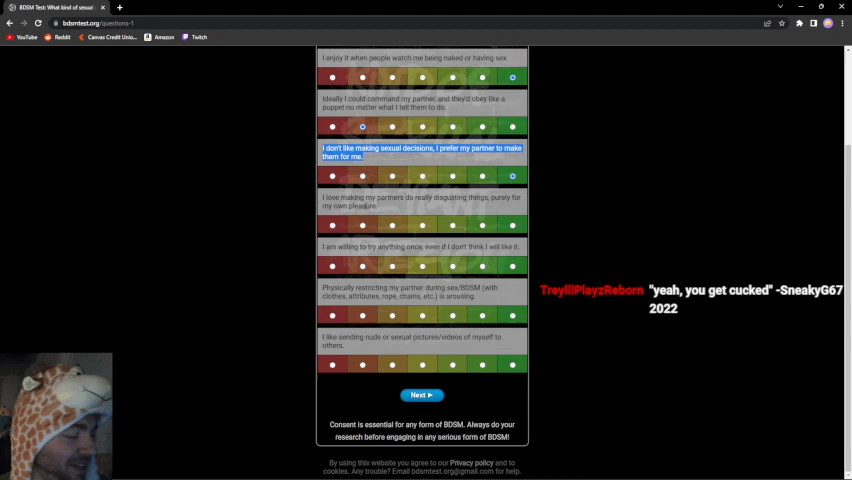 BDSM Test: What kind of sexual
bdsmtest.org/questions-1
YouTube Reddit Canvas Credit Unio... Amazon Twitch
I enjoy it when people watch me being naked or having sex.
Ideally I could command my partner, and they'd obey like a
puppet no matter what I tell them to do.
I don't like making sexual decisions, I prefer my partner to make
them for me.
I love making my partners do really disgusting things, purely for
my own pleasure.
I am willing to try anything once, even if I don't think I will like it.
Physically restricting my partner during sex/BDSM (with
clothes, attributes, rope, chains, etc.) is arousing.
I like sending nude or sexual pictures/videos of myself to
others.
Next
Consent is essential for any form of BDSM. Always do your
research before engaging in any serious form of BDSM!
By using this website you agree to our Privacy policy and to
cookies. Any trouble? Email bdsmtest.org@gmail.com for help.
"yeah, you get cucked" -SneakyG67
2022